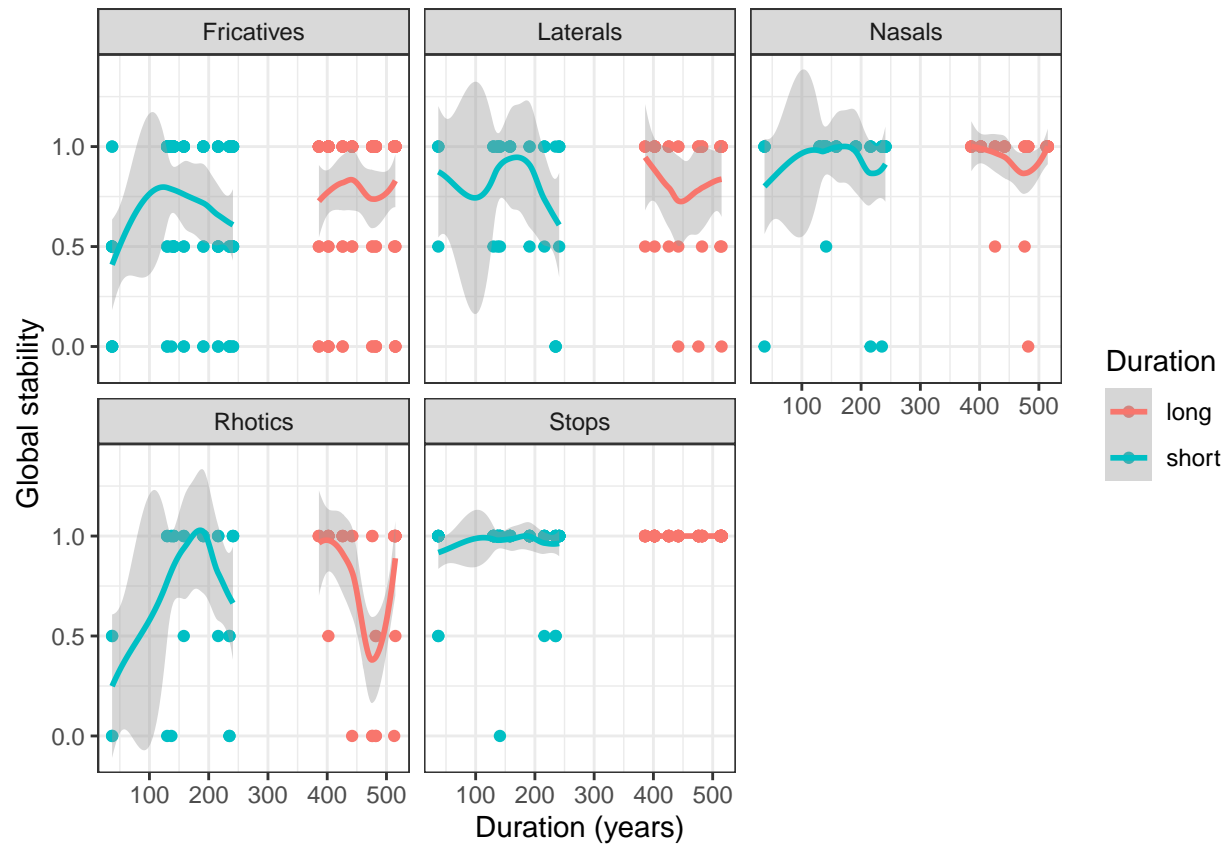 Fricatives
Laterals
Nasals
1.0
0.5
0.0
100 200 300 400 500
Rhotics
Stops
1.0
0.5
0.0
100 200 300 400 500
100 200 300 400 500
Duration (years)
Global stability
Duration
long
short